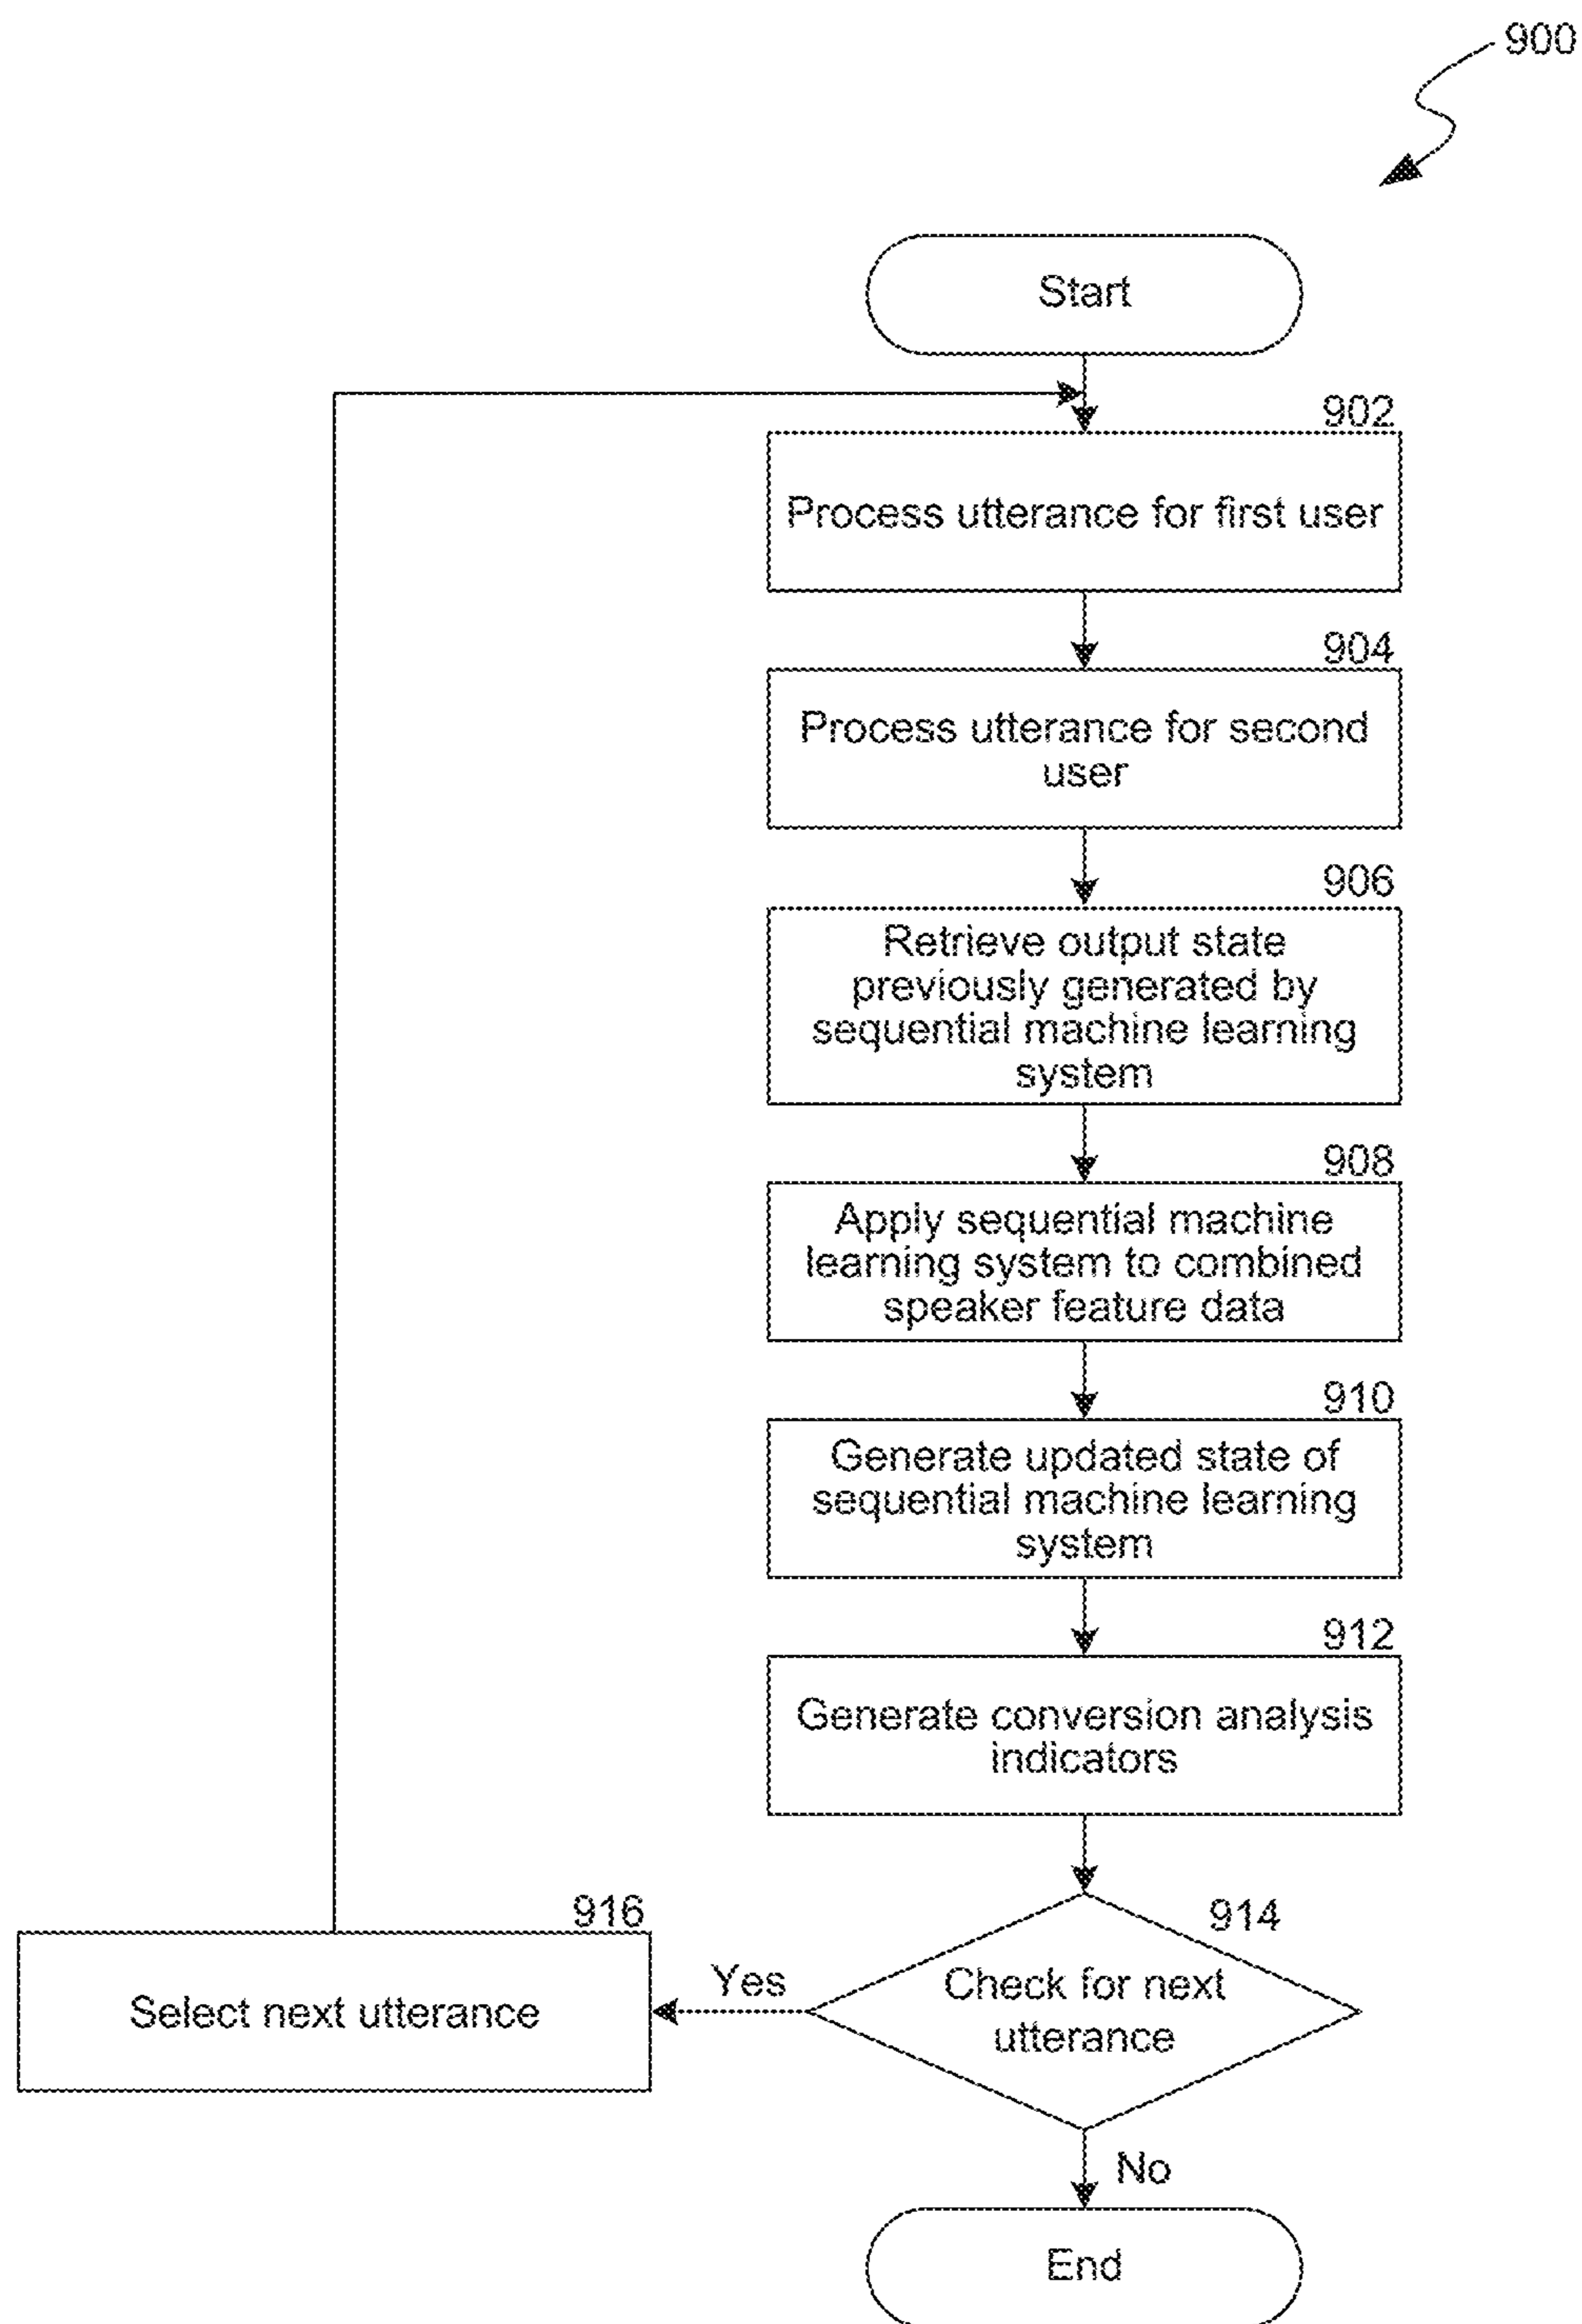 900
Start
902
Process utterance for first user
904
Process utterance for second
user
906
Retrieve output state
previously generated by
sequential machine learning
system
908
Apply sequential machine
learning system to combined
speaker feature data
910
Generate updated state of
sequential machine learning
system
912
Generate conversion analysis
indicators
914
Check for next
utterance
Yes
916
Select next utterance
No
End